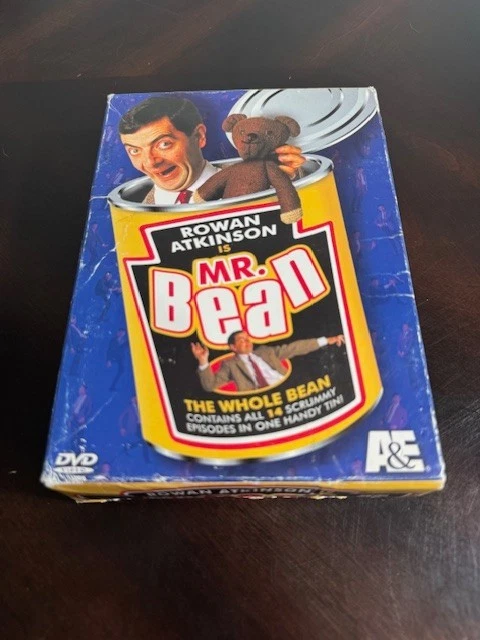 ROWAN
ATKINSON
IS
MR.
Bean
THE WHOLE BEAN
CONTAINS ALL 14 SCRUMMY
EPISODES IN ONE HANDY TIN!
DVD
VIDEO
A&E
ROWAN ATKINSON